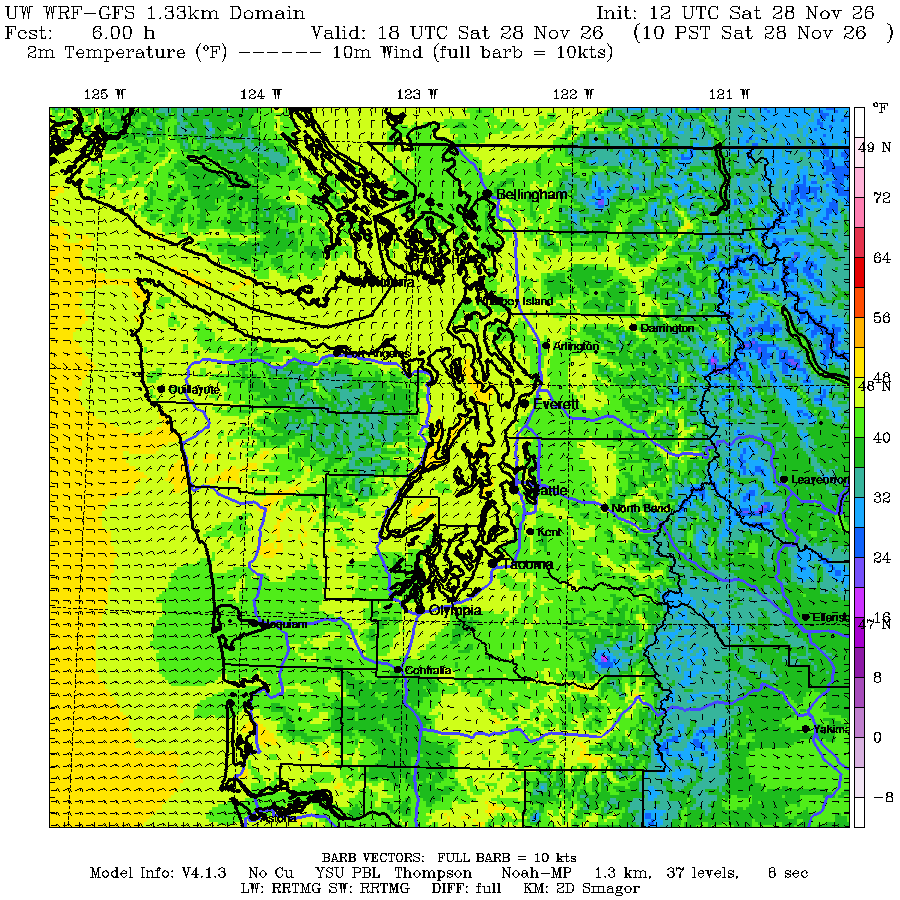 UW WRF-GFS 1.33km Domain Init: 12 UTC Sat 28 Nov 26
Fcst: 6.00 h Valid: 18 UTC Sat 28 Nov 26 (10 PST Sat 28 Nov 26 )
2m Temperature (°F) ------ 10m Wind (full barb = 10kts)
125 W 124 W 123 W 122 W 121 W
°F
49 N
72
Bellingham
64
Whidbey Island
56
Darrington
Arlington
Port Angeles
48
48 N
Quillayute
Everett
40
Leavenworth
Seattle
32
North Bend
Kent
24
Tacoma
Olympia
16
Ellensb
47 N
Hoquiam
Centralia
8
Yakima
0
-8
Astoria
BARB VECTORS: FULL BARB = 10 kts
Model Info: V4.1.3 No Cu YSU PBL Thompson Noah-MP 1.3 km, 37 levels, 8 sec
LW: RRTMG SW: RRTMG DIFF: full KM: 2D Smagor